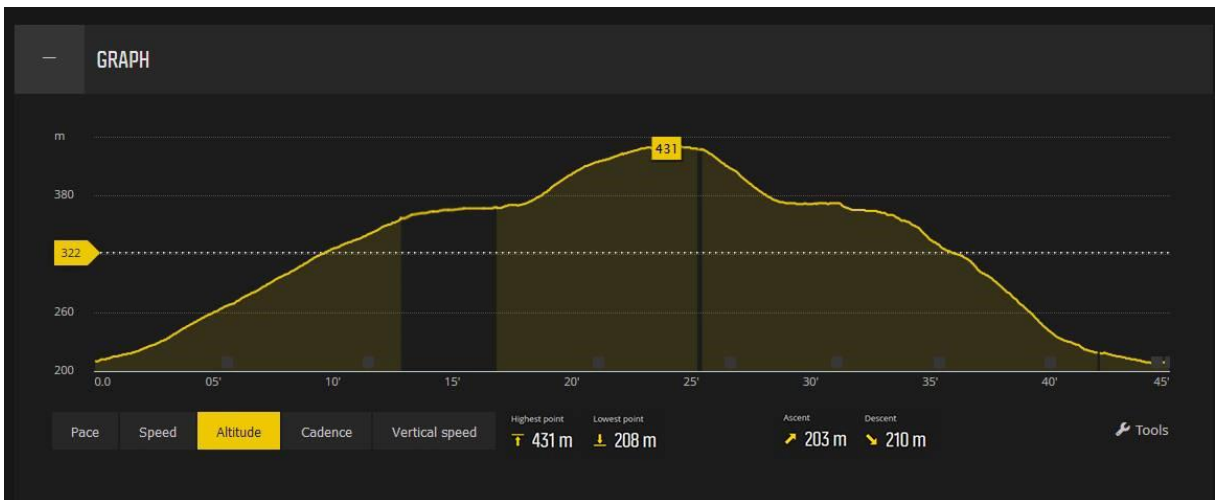 GRAPH
m
431
380
322
260
200
0.0 05' 10' 15' 20' 25' 30' 35' 40' 45'
Pace Speed Altitude Cadence Vertical speed
Highest point Lowest point Ascent Descent
431 m 208 m 203 m 210 m
Tools